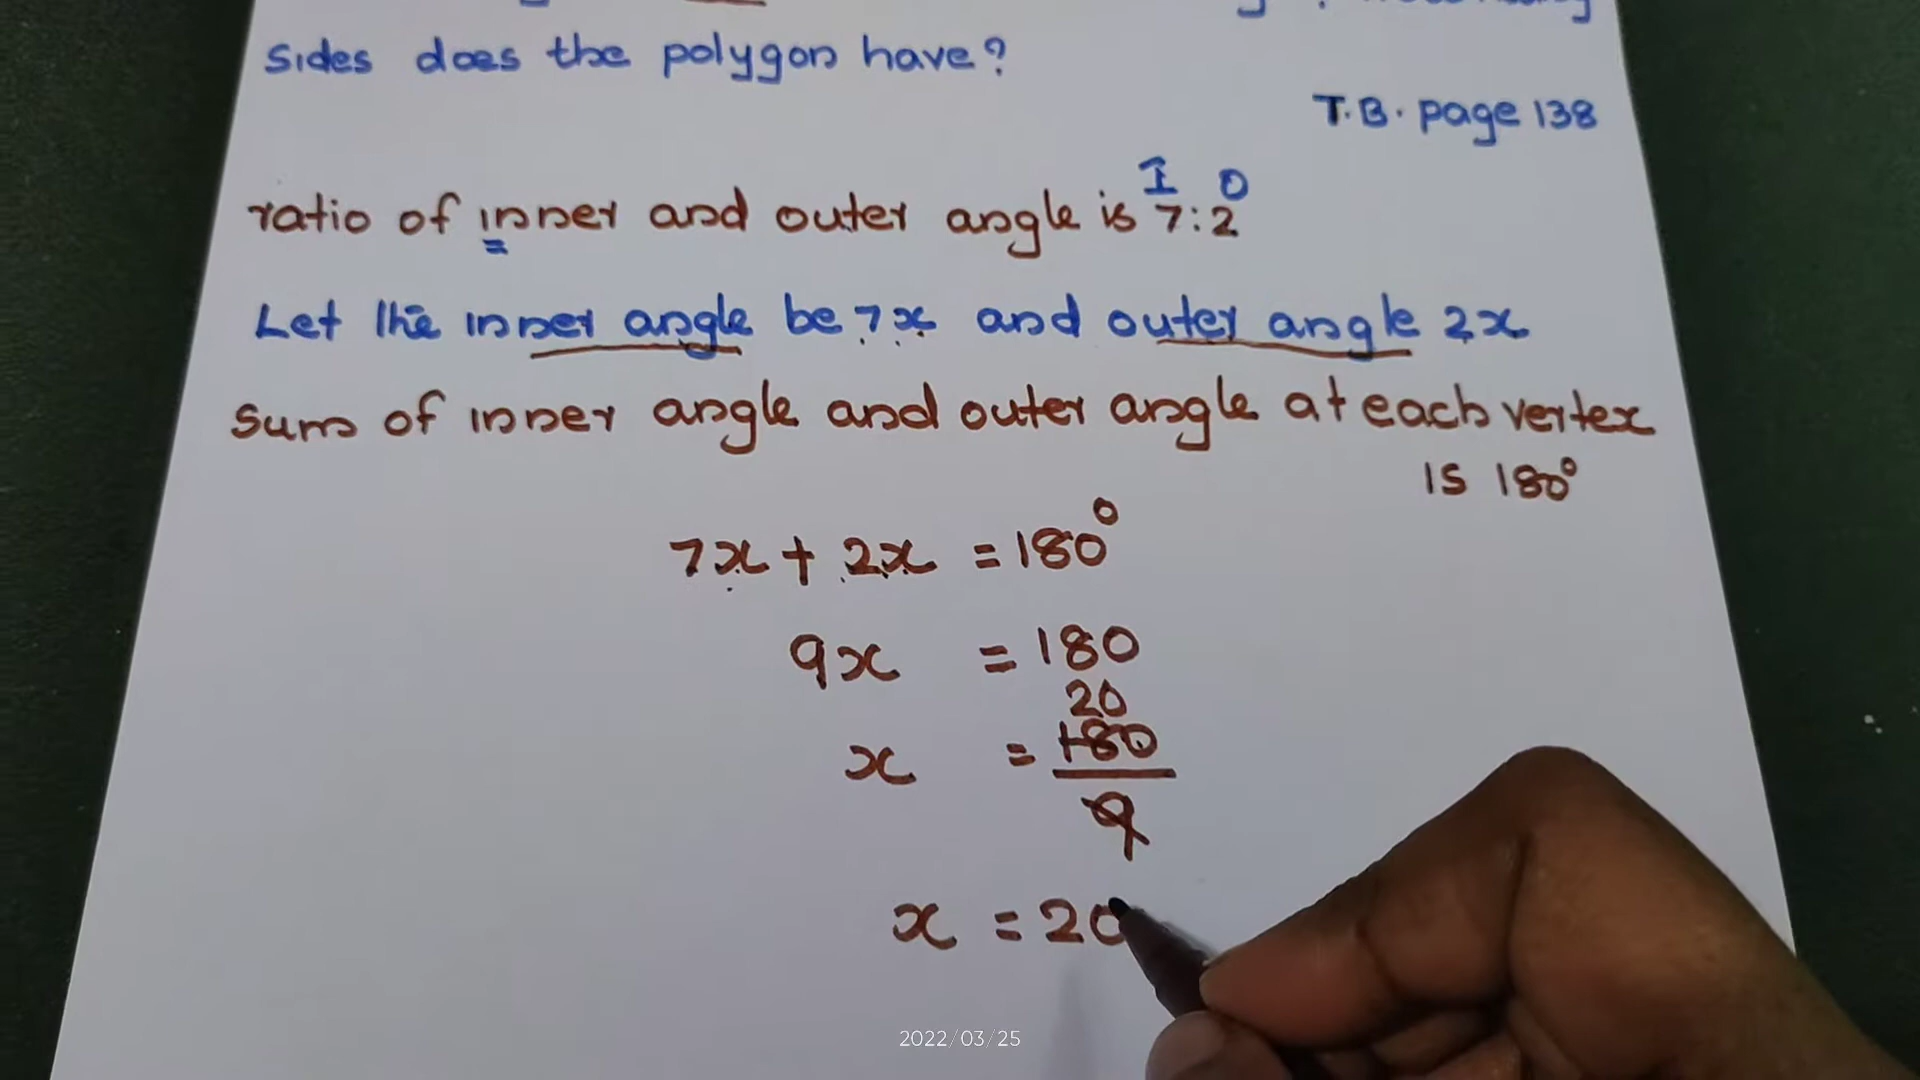 sides does the polygon have?
T.B. page 138
I O
ratio of inner and outer angle is 7:2
Let the inner angle be 7x and outer angle 2x
Sum of inner angle and outer angle at each vertex
is 180°
7x + 2x = 180°
9x = 180
20
x = 180
9
x = 20
2022/03/25